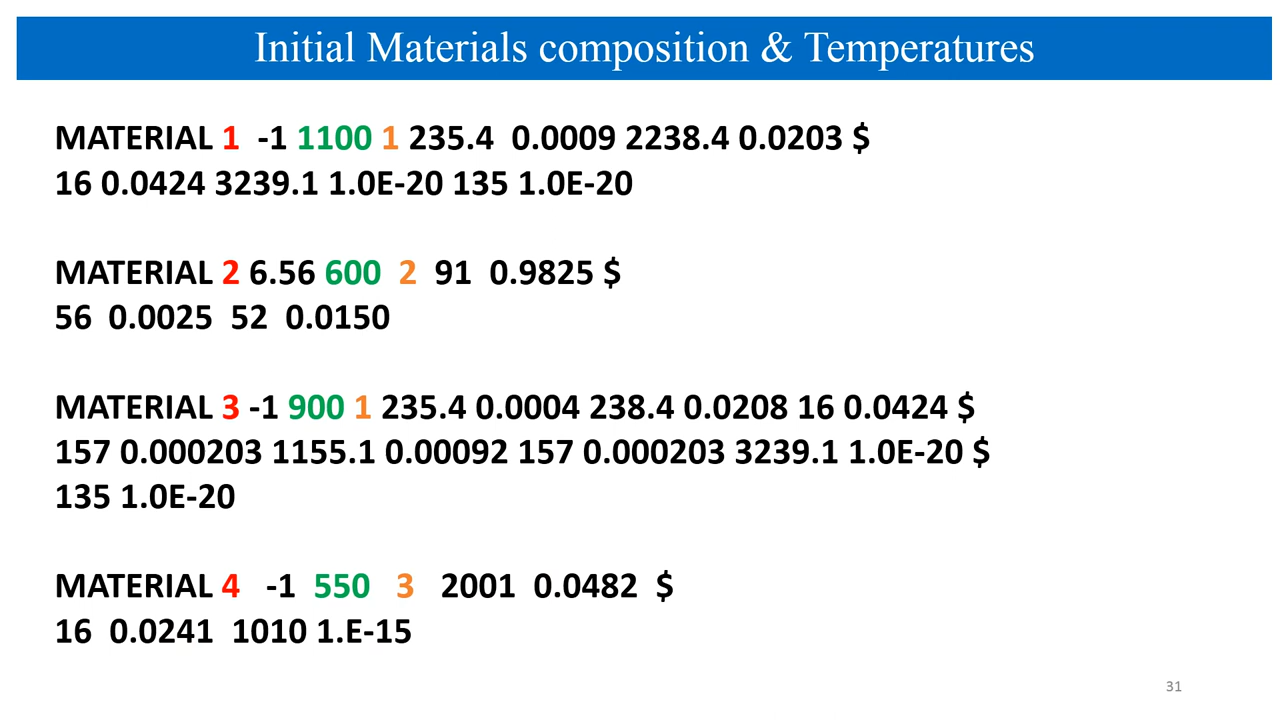 Initial Materials composition & Temperatures
MATERIAL 1 -1 1100 1 235.4 0.0009 2238.4 0.0203 $
16 0.0424 3239.1 1.0E-20 135 1.0E-20
MATERIAL 2 6.56 600 2 91 0.9825 $
56 0.0025 52 0.0150
MATERIAL 3 -1 900 1 235.4 0.0004 238.4 0.0208 16 0.0424 $
157 0.000203 1155.1 0.00092 157 0.000203 3239.1 1.0E-20 $
135 1.0E-20
MATERIAL 4 -1 550 3 2001 0.0482 $
16 0.0241 1010 1.E-15
31